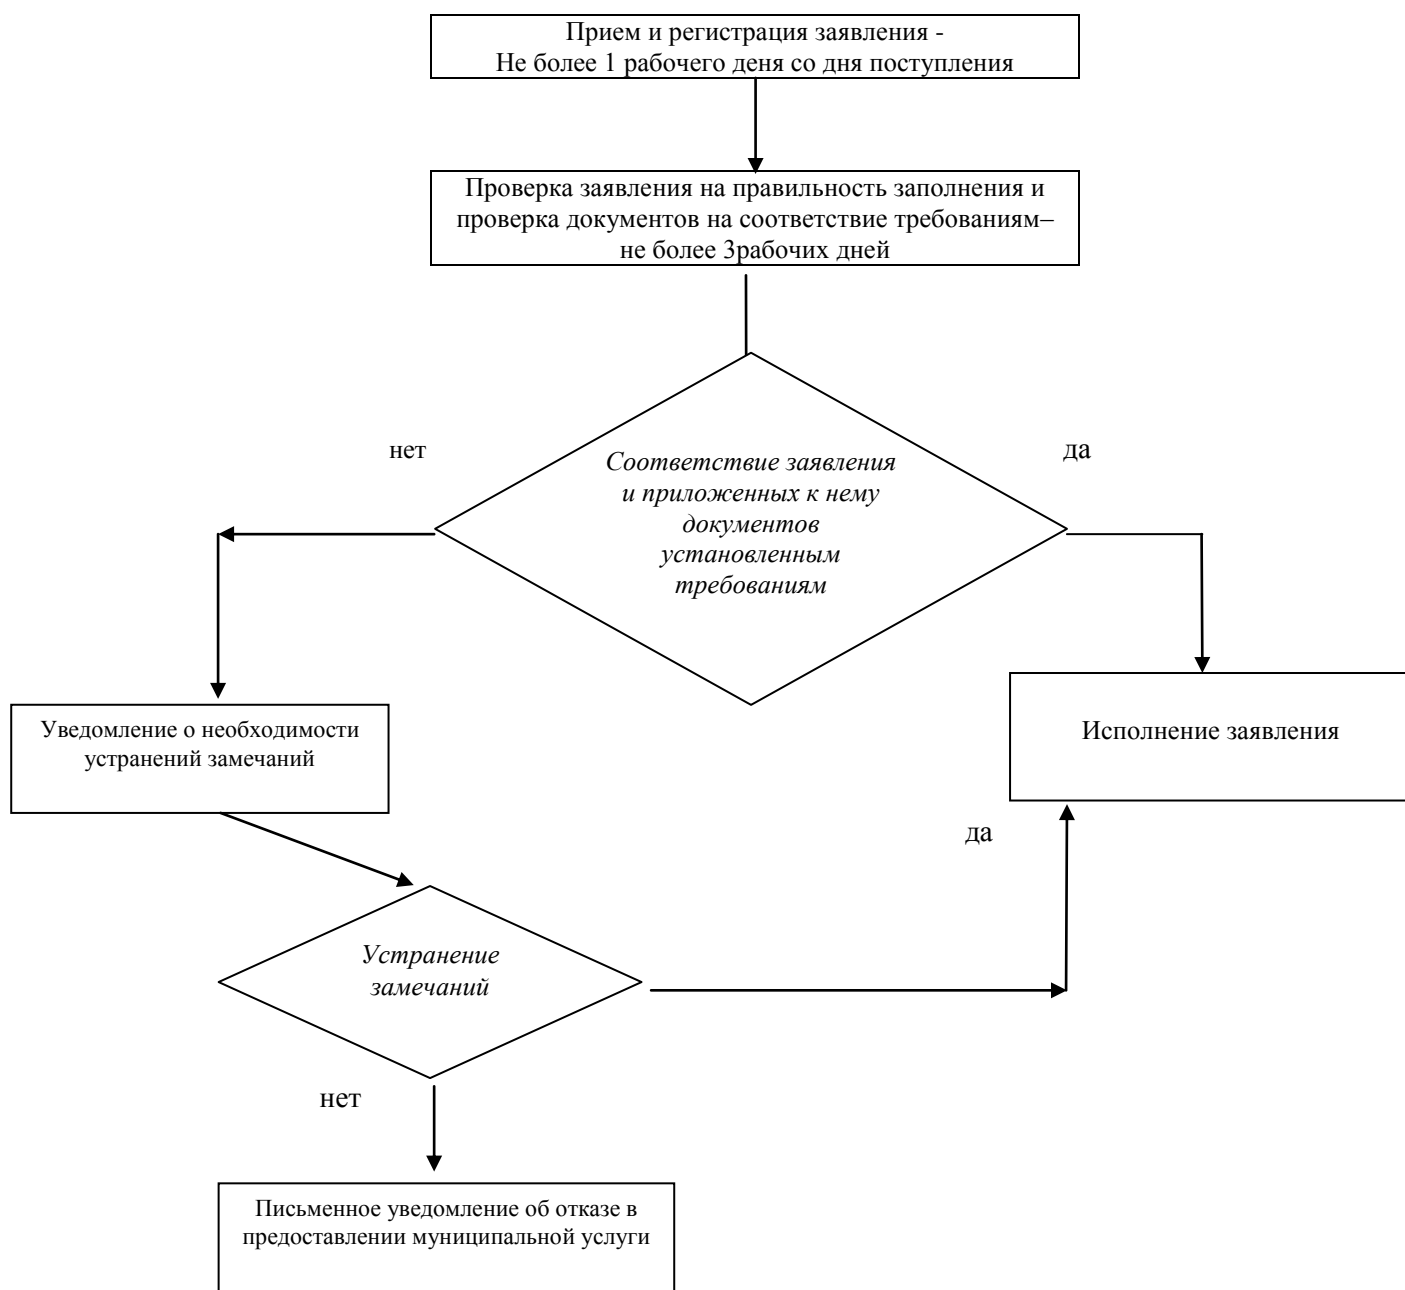 Прием и регистрация заявления -
Не более 1 рабочего деня со дня поступления
Проверка заявления на правильность заполнения и
проверка документов на соответствие требованиям–
не более 3рабочих дней
нет
да
Соответствие заявления
и приложенных к нему
документов
установленным
требованиям
Уведомление о необходимости
устранений замечаний
Исполнение заявления
да
Устранение
замечаний
нет
Письменное уведомление об отказе в
предоставлении муниципальной услуги